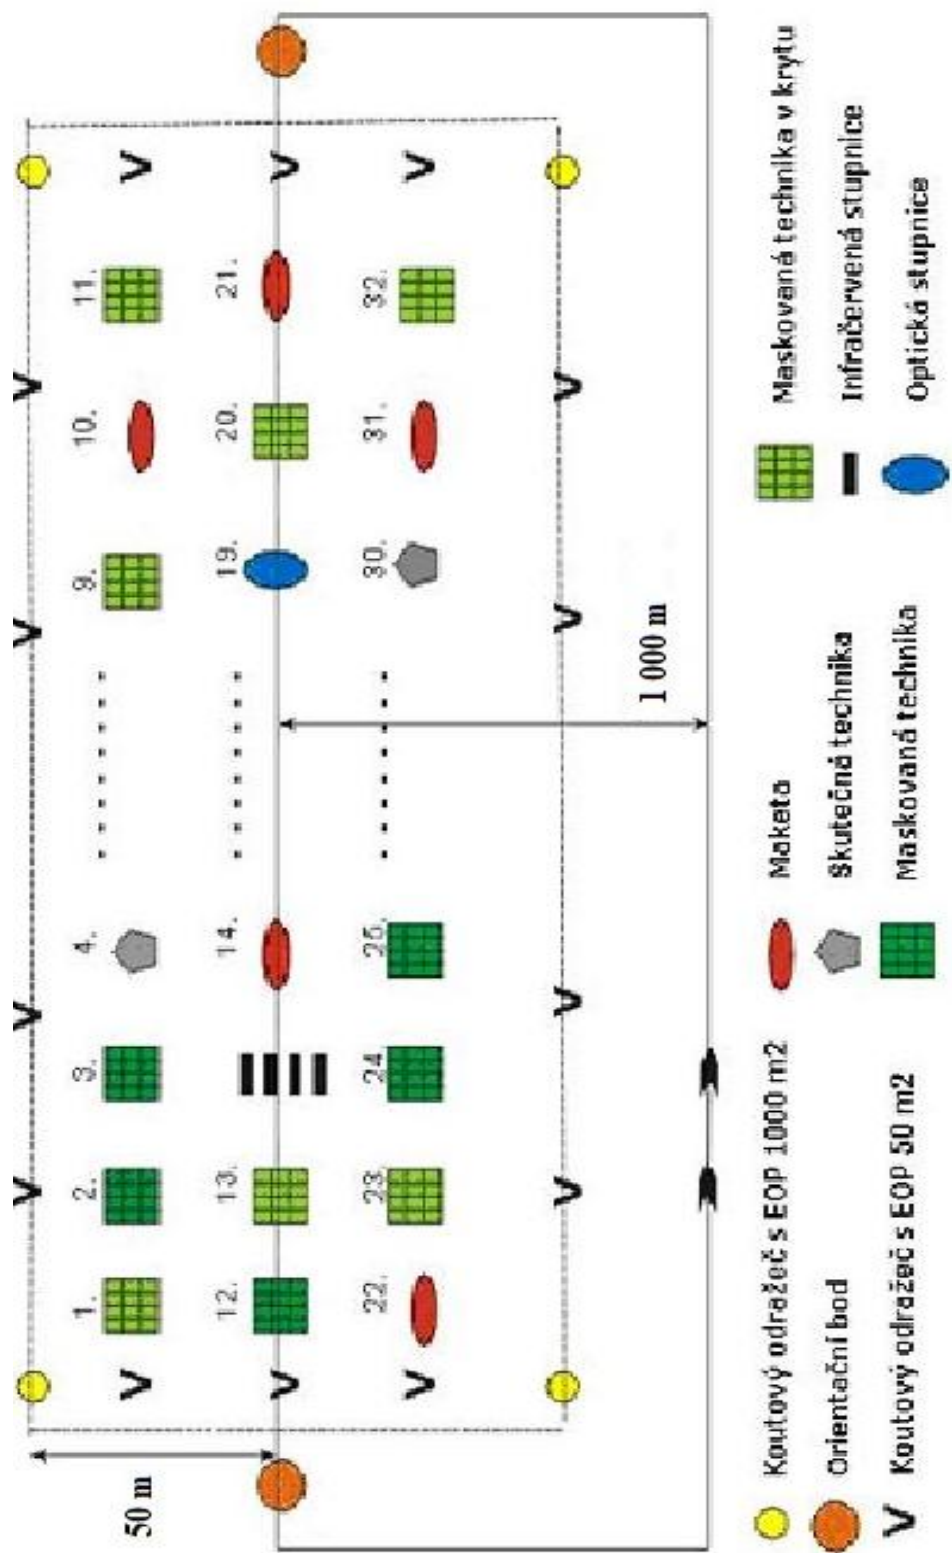 1. 2. 3. 4. 9. 10. 11.
50 m
12. 13. 14. 19. 20. 21.
22. 23. 24. 25. 30. 31. 32.
1 000 m
Koutový odražeč s EOP 1000 m2 Maketa Maskovaná technika v krytu
Orientační bod Skutečná technika Infračervená stupnice
Koutový odražeč s EOP 50 m2 Maskovaná technika Optická stupnice